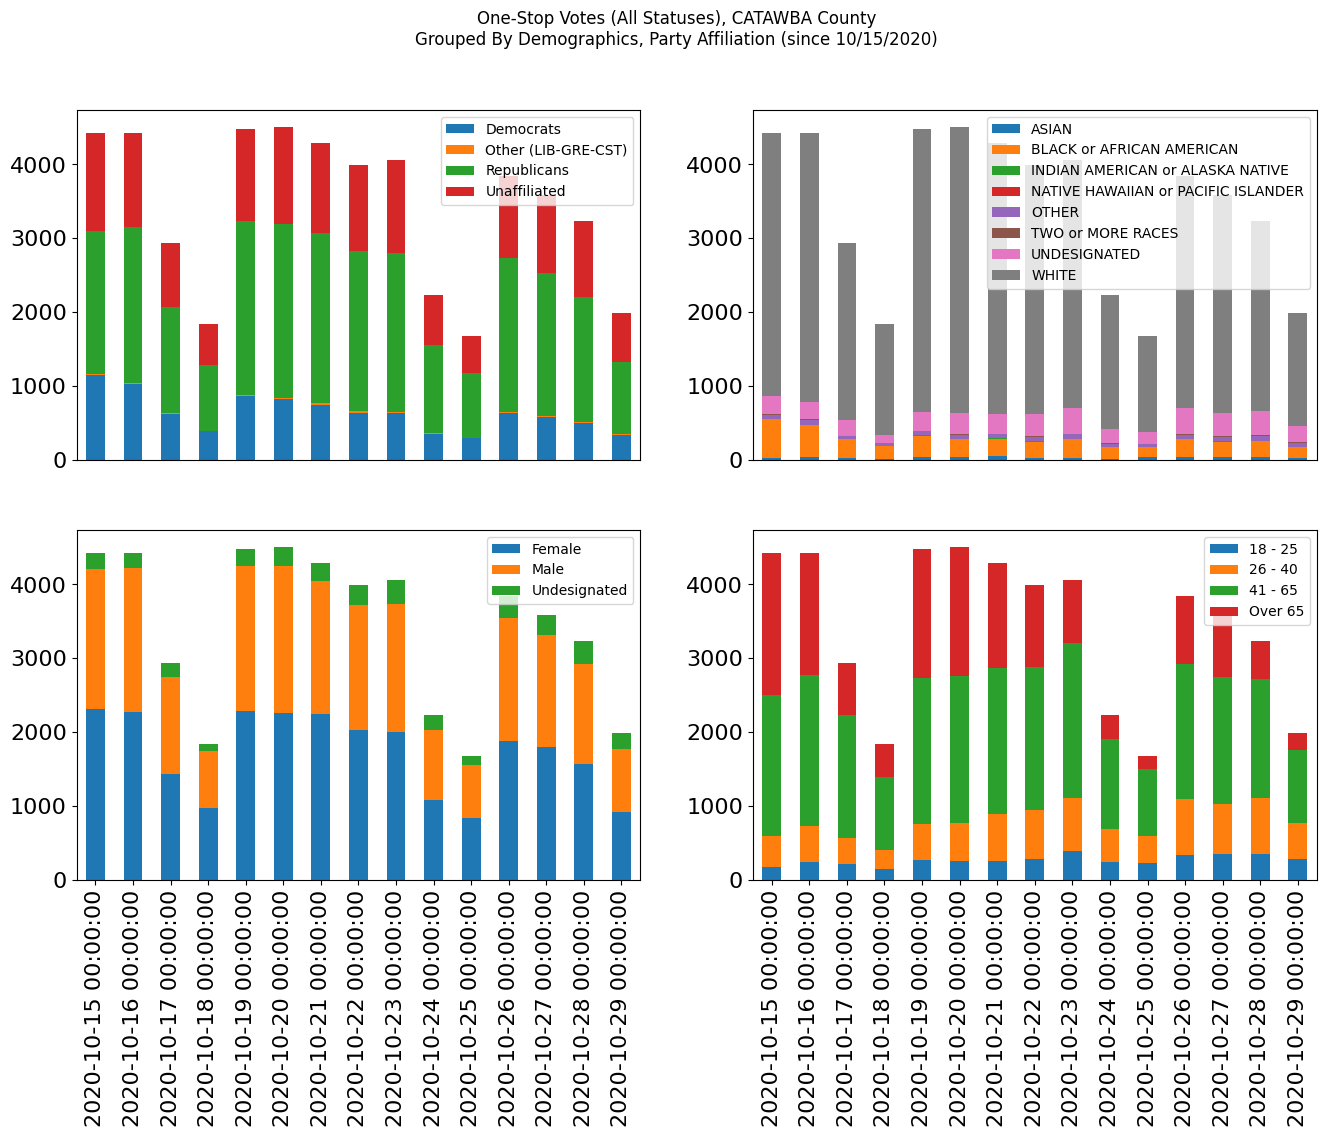 One-Stop Votes (All Statuses), CATAWBA County
Grouped By Demographics, Party Affiliation (since 10/15/2020)
4000
3000
2000
1000
0
Democrats
Other (LIB-GRE-CST)
Republicans
Unaffiliated
4000
3000
2000
1000
0
ASIAN
BLACK or AFRICAN AMERICAN
INDIAN AMERICAN or ALASKA NATIVE
NATIVE HAWAIIAN or PACIFIC ISLANDER
OTHER
TWO or MORE RACES
UNDESIGNATED
WHITE
4000
3000
2000
1000
0
Female
Male
Undesignated
2020-10-15 00:00:00
2020-10-16 00:00:00
2020-10-17 00:00:00
2020-10-18 00:00:00
2020-10-19 00:00:00
2020-10-20 00:00:00
2020-10-21 00:00:00
2020-10-22 00:00:00
2020-10-23 00:00:00
2020-10-24 00:00:00
2020-10-25 00:00:00
2020-10-26 00:00:00
2020-10-27 00:00:00
2020-10-28 00:00:00
2020-10-29 00:00:00
4000
3000
2000
1000
0
18 - 25
26 - 40
41 - 65
Over 65
2020-10-15 00:00:00
2020-10-16 00:00:00
2020-10-17 00:00:00
2020-10-18 00:00:00
2020-10-19 00:00:00
2020-10-20 00:00:00
2020-10-21 00:00:00
2020-10-22 00:00:00
2020-10-23 00:00:00
2020-10-24 00:00:00
2020-10-25 00:00:00
2020-10-26 00:00:00
2020-10-27 00:00:00
2020-10-28 00:00:00
2020-10-29 00:00:00